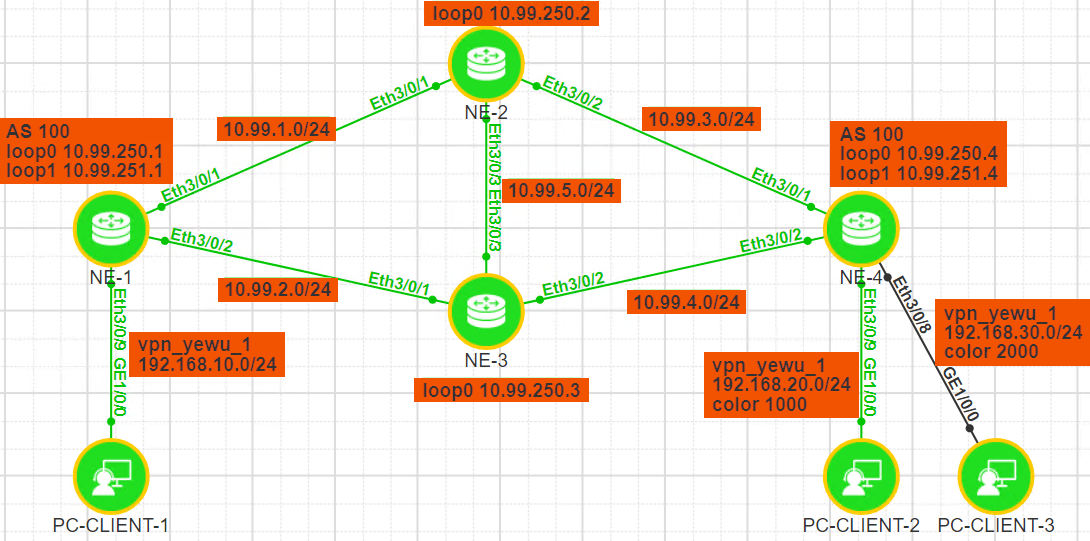 loop0 10.99.250.2
NE-2
Eth3/0/1
Eth3/0/2
10.99.1.0/24
10.99.3.0/24
AS 100
loop0 10.99.250.1
loop1 10.99.251.1
AS 100
loop0 10.99.250.4
loop1 10.99.251.4
Eth3/0/3
Eth3/0/3
10.99.5.0/24
Eth3/0/1
Eth3/0/1
NE-1
Eth3/0/2
Eth3/0/2
NE-4
10.99.2.0/24
Eth3/0/1
Eth3/0/2
10.99.4.0/24
NE-3
loop0 10.99.250.3
Eth3/0/9
GE1/0/0
vpn_yewu_1
192.168.10.0/24
Eth3/0/9
GE1/0/0
vpn_yewu_1
192.168.20.0/24
color 1000
Eth3/0/8
GE1/0/0
vpn_yewu_1
192.168.30.0/24
color 2000
PC-CLIENT-1
PC-CLIENT-2
PC-CLIENT-3